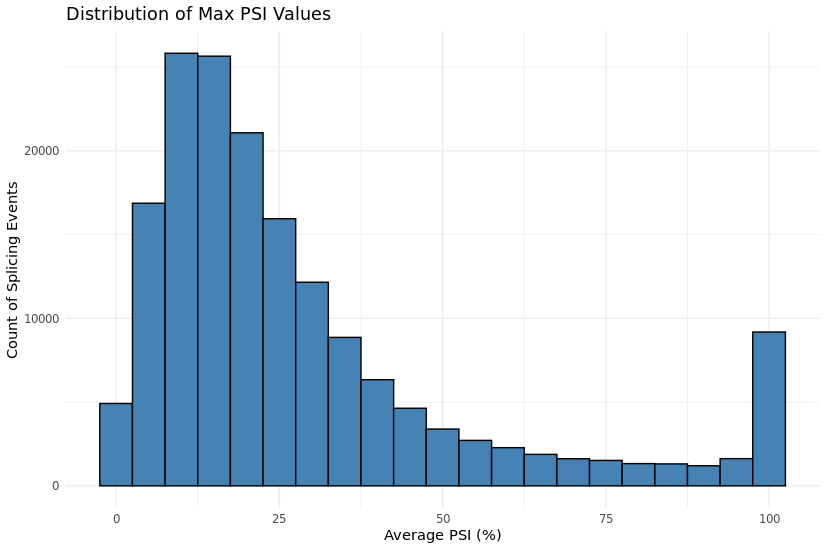 Distribution of Max PSI Values
Count of Splicing Events
20000
10000
0
0 25 50 75 100
Average PSI (%)